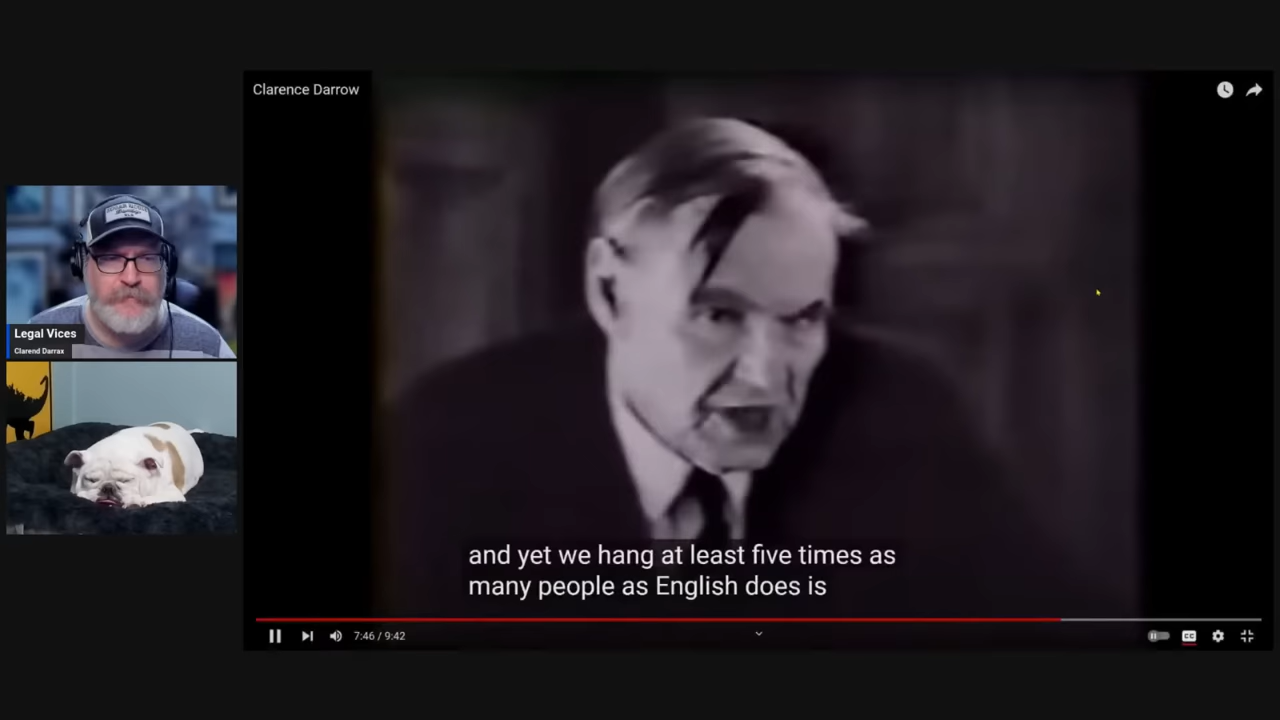 Clarence Darrow
Legal Vices
Clarend Darrax
and yet we hang at least five times as
many people as English does is
7:46 / 9:42
CC